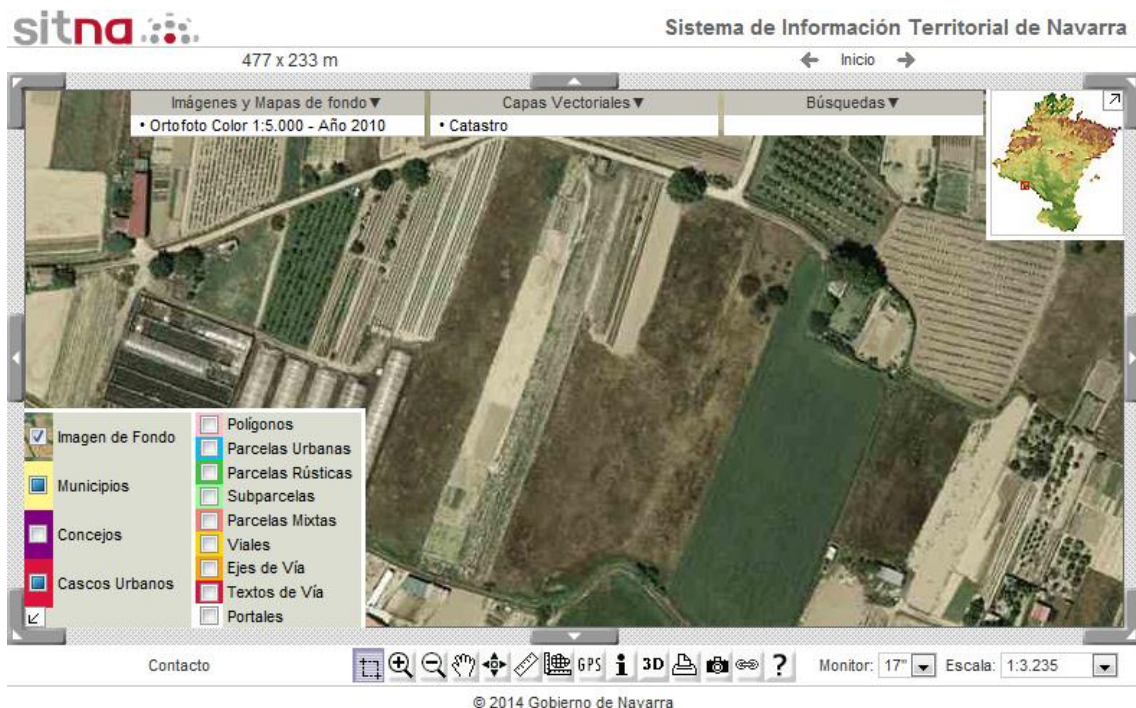 sitna
Sistema de Información Territorial de Navarra
477 x 233 m
Inicio
Imágenes y Mapas de fondo▼
Capas Vectoriales▼
Búsquedas▼
• Ortofoto Color 1:5.000 - Año 2010
• Catastro
Imagen de Fondo
Municipios
Concejos
Cascos Urbanos
Polígonos
Parcelas Urbanas
Parcelas Rústicas
Subparcelas
Parcelas Mixtas
Viales
Ejes de Vía
Textos de Vía
Portales
Contacto
GPS
i
3D
?
Monitor: 17"
Escala: 1:3.235
© 2014 Gobierno de Navarra